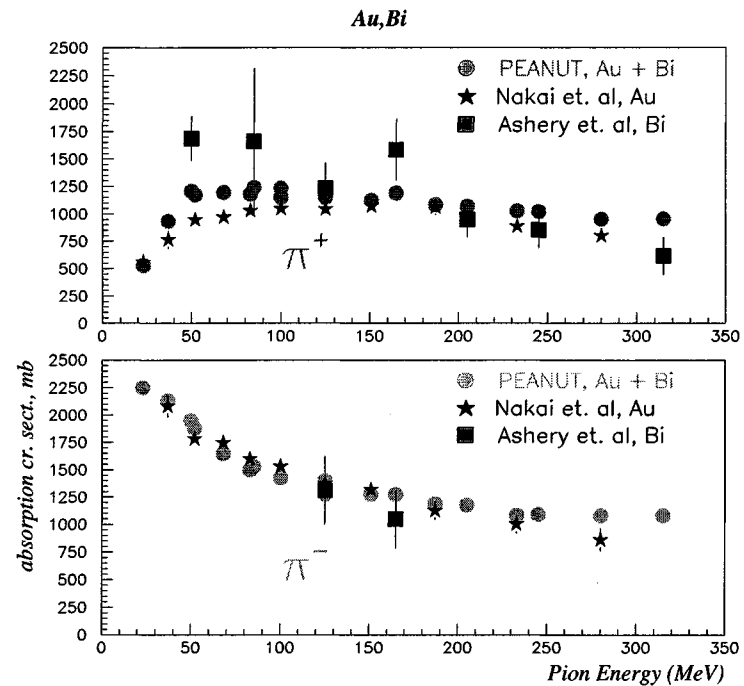 Au,Bi
2500
2250
2000
1750
1500
1250
1000
750
500
250
0
PEANUT, Au + Bi
Nakai et. al, Au
Ashery et. al, Bi
π+
0 50 100 150 200 250 300 350
absorption cr. sect., mb
2500
2250
2000
1750
1500
1250
1000
750
500
250
0
PEANUT, Au + Bi
Nakai et. al, Au
Ashery et. al, Bi
π−
0 50 100 150 200 250 300 350
Pion Energy (MeV)